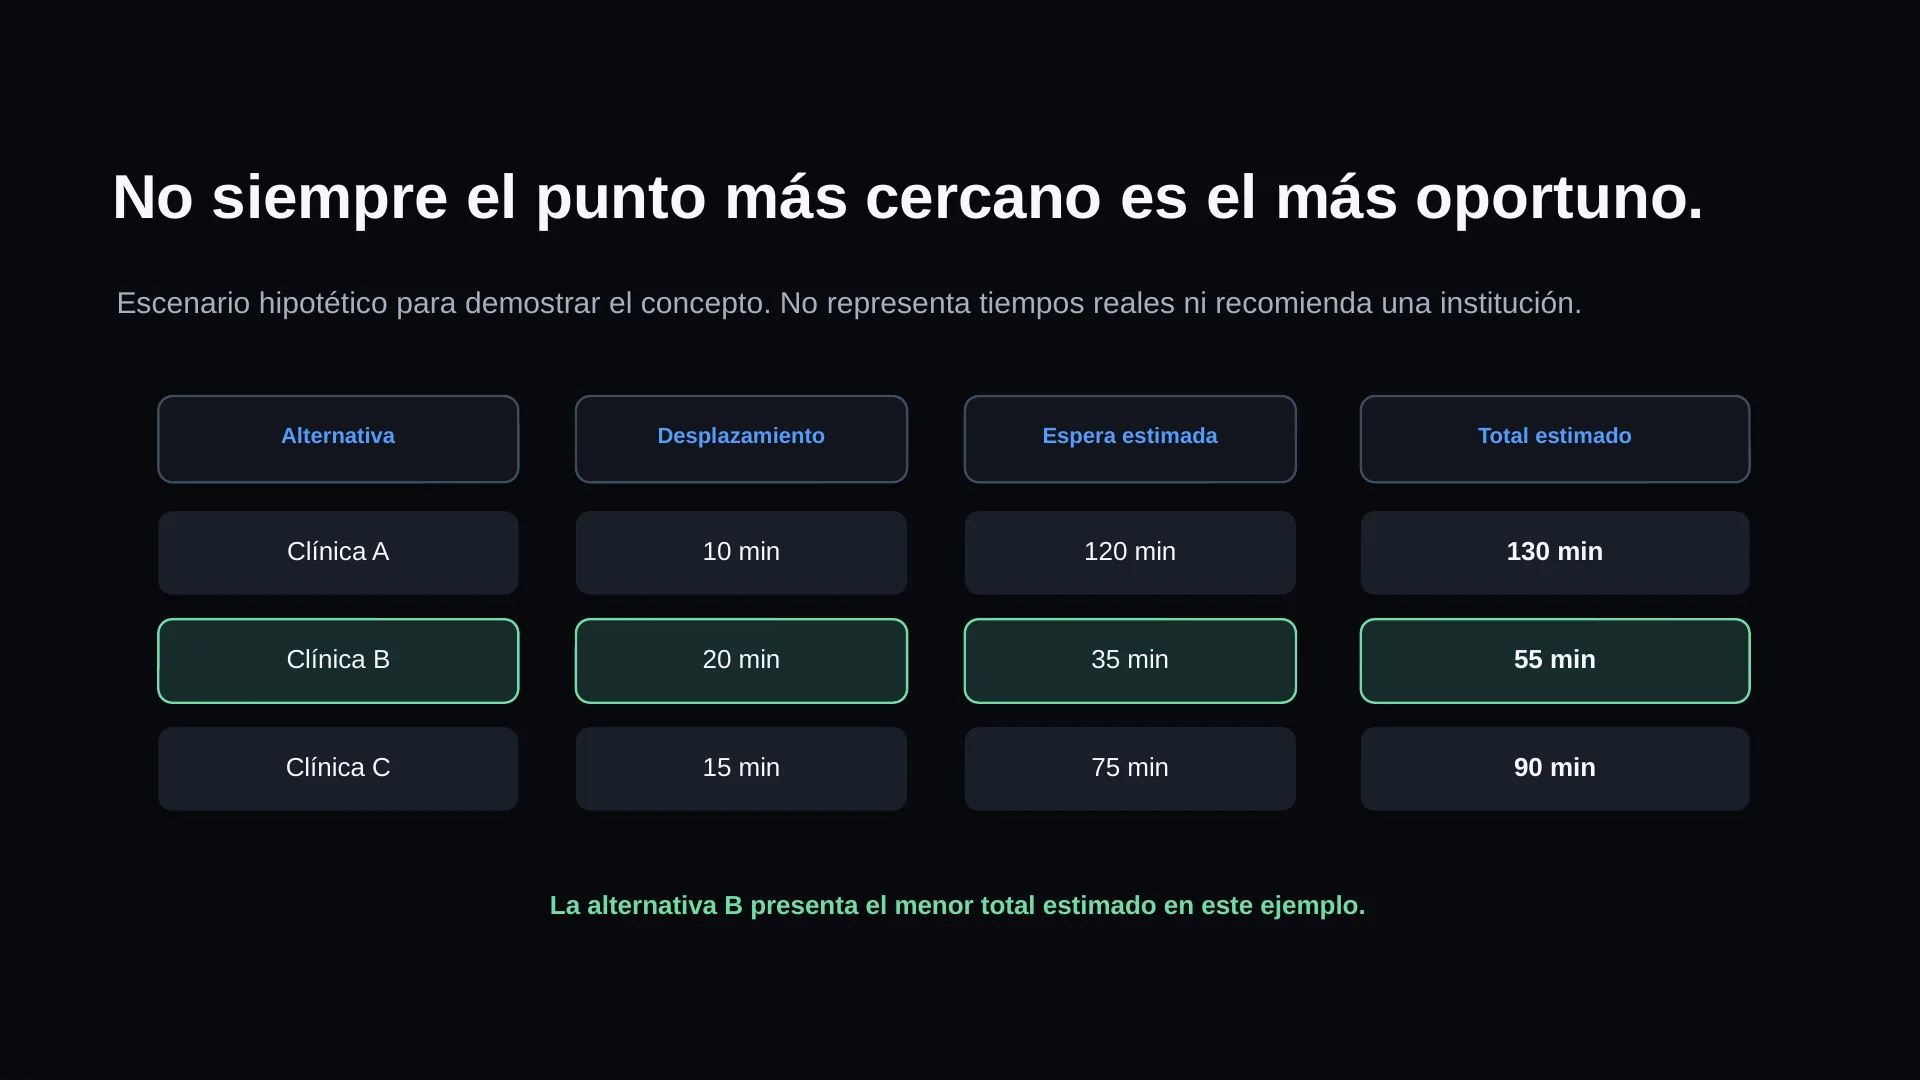 No siempre el punto más cercano es el más oportuno.
Escenario hipotético para demostrar el concepto. No representa tiempos reales ni recomienda una institución.
Alternativa Desplazamiento Espera estimada Total estimado
Clínica A 10 min 120 min 130 min
Clínica B 20 min 35 min 55 min
Clínica C 15 min 75 min 90 min
La alternativa B presenta el menor total estimado en este ejemplo.